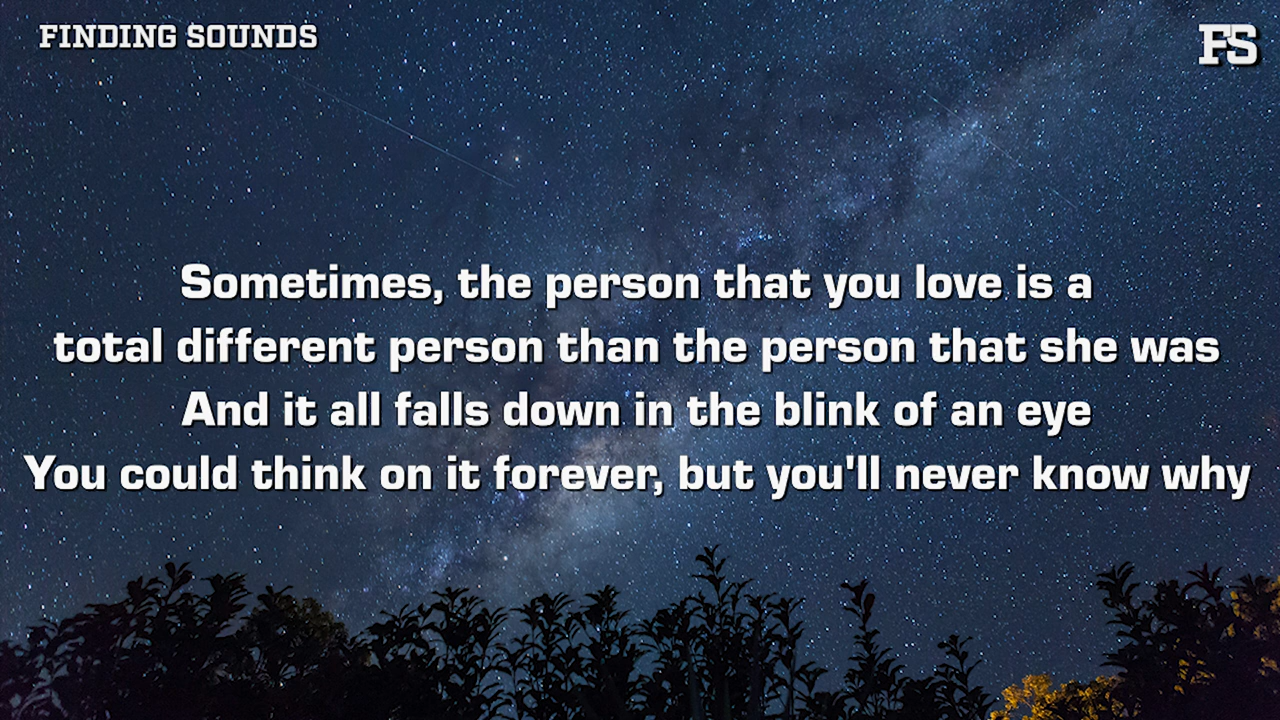 FINDING SOUNDS
FS
Sometimes, the person that you love is a
total different person than the person that she was
And it all falls down in the blink of an eye
You could think on it forever, but you'll never know why